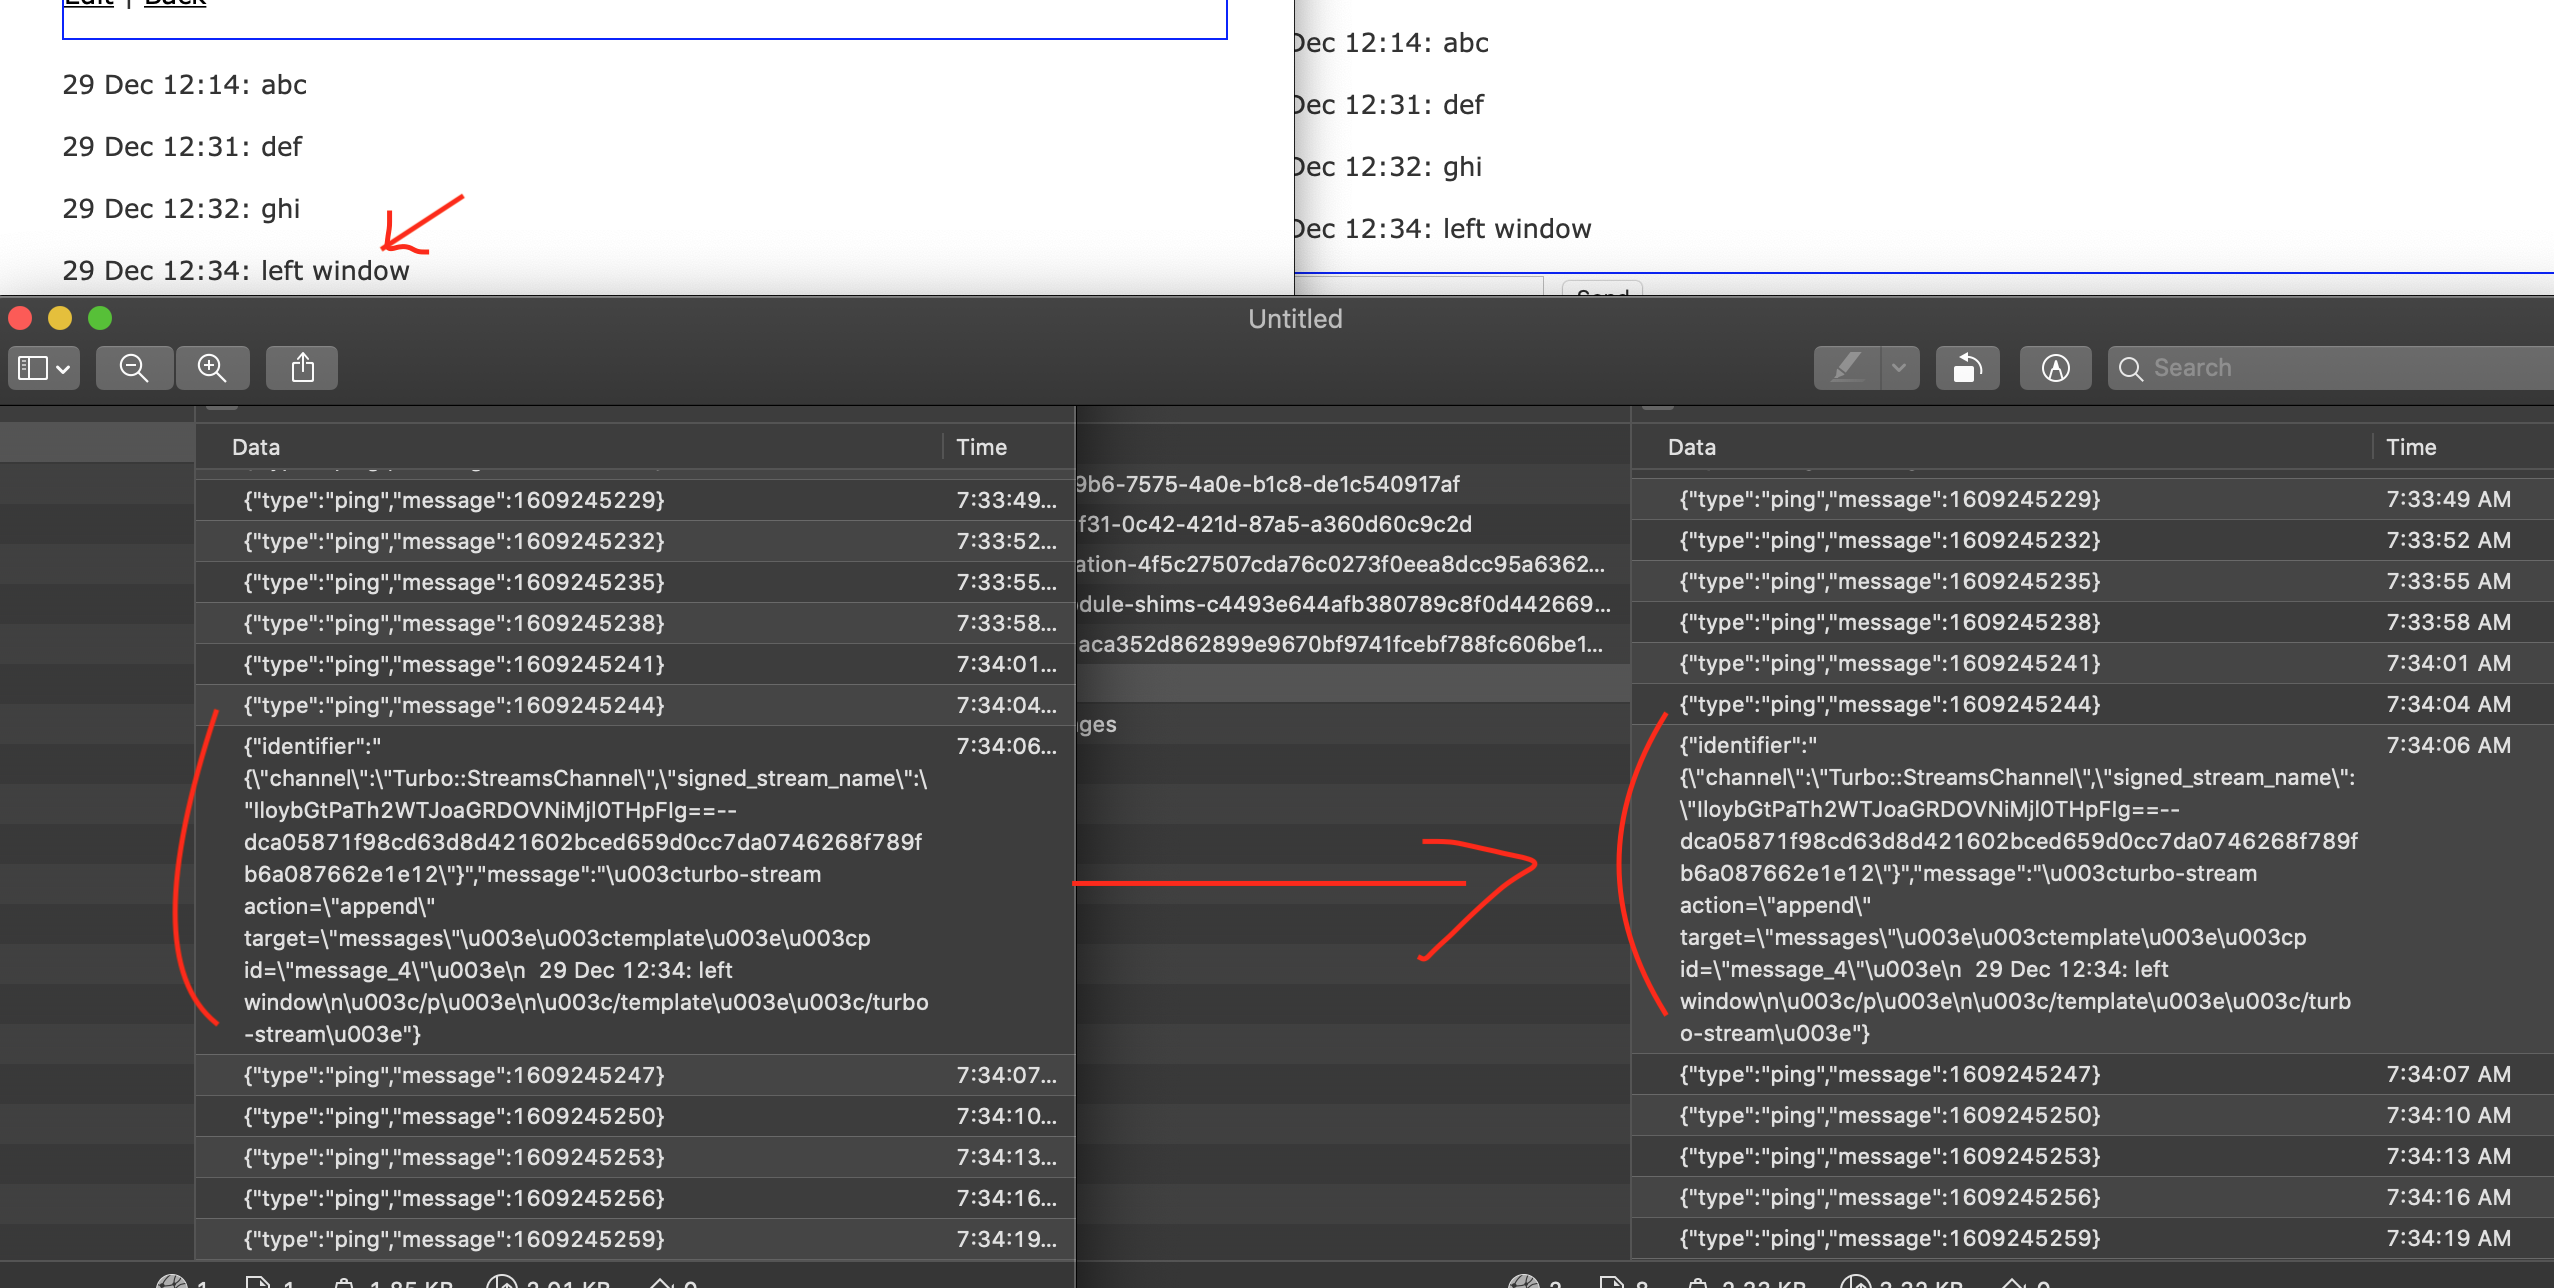 Edit | Back
29 Dec 12:14: abc
29 Dec 12:31: def
29 Dec 12:32: ghi
29 Dec 12:34: left window
Dec 12:14: abc
Dec 12:31: def
Dec 12:32: ghi
Dec 12:34: left window
Send
Untitled
Search
Data Time
{"type":"ping","message":1609245229} 7:33:49...
{"type":"ping","message":1609245232} 7:33:52...
{"type":"ping","message":1609245235} 7:33:55...
{"type":"ping","message":1609245238} 7:33:58...
{"type":"ping","message":1609245241} 7:34:01...
{"type":"ping","message":1609245244} 7:34:04...
{"identifier":" 7:34:06...
{\"channel\":\"Turbo::StreamsChannel\",\"signed_stream_name\":\
"IloybGtPaTh2WTJoaGRDOVNiMjl0THpFIg==--
dca05871f98cd63d8d421602bced659d0cc7da0746268f789f
b6a087662e1e12\"}","message":"\u003cturbo-stream
action=\"append\"
target=\"messages\"\u003e\u003ctemplate\u003e\u003cp
id=\"message_4\"\u003e\n  29 Dec 12:34: left
window\n\u003c/p\u003e\n\u003c/template\u003e\u003c/turbo
-stream\u003e"}
{"type":"ping","message":1609245247} 7:34:07...
{"type":"ping","message":1609245250} 7:34:10...
{"type":"ping","message":1609245253} 7:34:13...
{"type":"ping","message":1609245256} 7:34:16...
{"type":"ping","message":1609245259} 7:34:19...
9b6-7575-4a0e-b1c8-de1c540917af
f31-0c42-421d-87a5-a360d60c9c2d
ation-4f5c27507cda76c0273f0eea8dcc95a6362...
dule-shims-c4493e644afb380789c8f0d442669...
aca352d862899e9670bf9741fcebf788fc606be1...
ges
Data Time
{"type":"ping","message":1609245229} 7:33:49 AM
{"type":"ping","message":1609245232} 7:33:52 AM
{"type":"ping","message":1609245235} 7:33:55 AM
{"type":"ping","message":1609245238} 7:33:58 AM
{"type":"ping","message":1609245241} 7:34:01 AM
{"type":"ping","message":1609245244} 7:34:04 AM
{"identifier":" 7:34:06 AM
{\"channel\":\"Turbo::StreamsChannel\",\"signed_stream_name\":
\"IloybGtPaTh2WTJoaGRDOVNiMjl0THpFIg==--
dca05871f98cd63d8d421602bced659d0cc7da0746268f789f
b6a087662e1e12\"}","message":"\u003cturbo-stream
action=\"append\"
target=\"messages\"\u003e\u003ctemplate\u003e\u003cp
id=\"message_4\"\u003e\n  29 Dec 12:34: left
window\n\u003c/p\u003e\n\u003c/template\u003e\u003c/turb
o-stream\u003e"}
{"type":"ping","message":1609245247} 7:34:07 AM
{"type":"ping","message":1609245250} 7:34:10 AM
{"type":"ping","message":1609245253} 7:34:13 AM
{"type":"ping","message":1609245256} 7:34:16 AM
{"type":"ping","message":1609245259} 7:34:19 AM